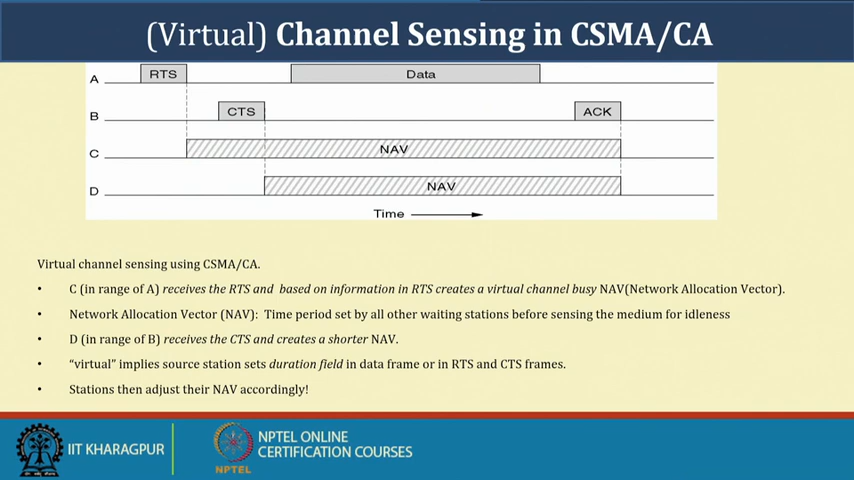 (Virtual) Channel Sensing in CSMA/CA
A RTS Data
B CTS ACK
C NAV
D NAV
Time
Virtual channel sensing using CSMA/CA.
• C (in range of A) receives the RTS and based on information in RTS creates a virtual channel busy NAV(Network Allocation Vector).
• Network Allocation Vector (NAV): Time period set by all other waiting stations before sensing the medium for idleness
• D (in range of B) receives the CTS and creates a shorter NAV.
• "virtual" implies source station sets duration field in data frame or in RTS and CTS frames.
• Stations then adjust their NAV accordingly!
IIT KHARAGPUR
NPTEL
NPTEL ONLINE
CERTIFICATION COURSES